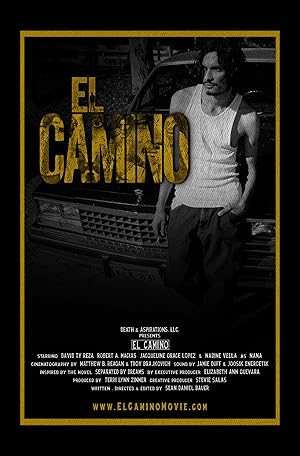 EL
CAMINO
DEATH & ASPIRATIONS, LLC.
PRESENTS
EL CAMINO
STARRING DAVID TY REZA ROBERT A. MACIAS JACQUELINE GRACE LOPEZ & NADINE VELLA AS NANA
CINEMATOGRAPHY BY MATTHEW B. REAGAN & TROY BRAJKOVICH SOUND BY JAMIE DUFF & JOOSIK ENERGETIK
INSPIRED BY THE NOVEL SEPARATED BY DREAMS BY EXECUTIVE PRODUCER ELIZABETH ANN GUEVARA
PRODUCED BY TERRI LYNN ZINNER CREATIVE PRODUCER STEVIE SALAS
WRITTEN, DIRECTED & EDITED BY SEAN DANIEL BAUER
WWW.ELCAMINOMOVIE.COM